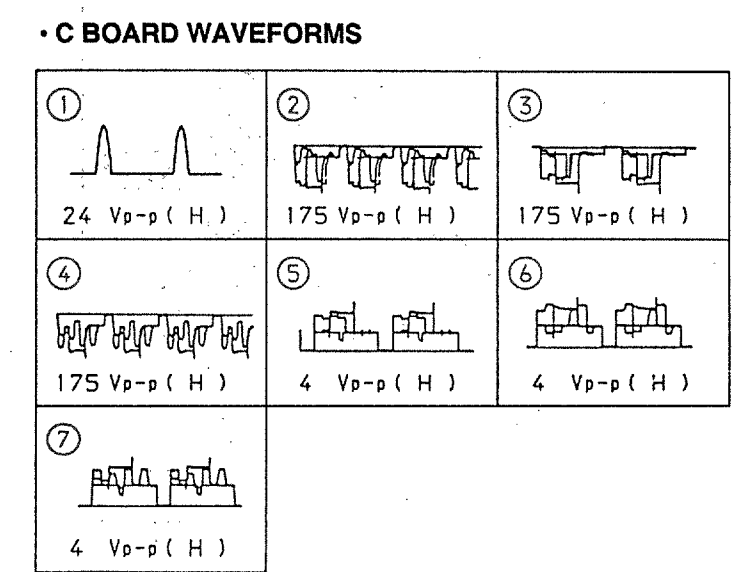 • C BOARD WAVEFORMS
① ② ③
24 Vp-p ( H ) 175 Vp-p ( H ) 175 Vp-p ( H )
④ ⑤ ⑥
175 Vp-p ( H ) 4 Vp-p ( H ) 4 Vp-p ( H )
⑦
4 Vp-p ( H )